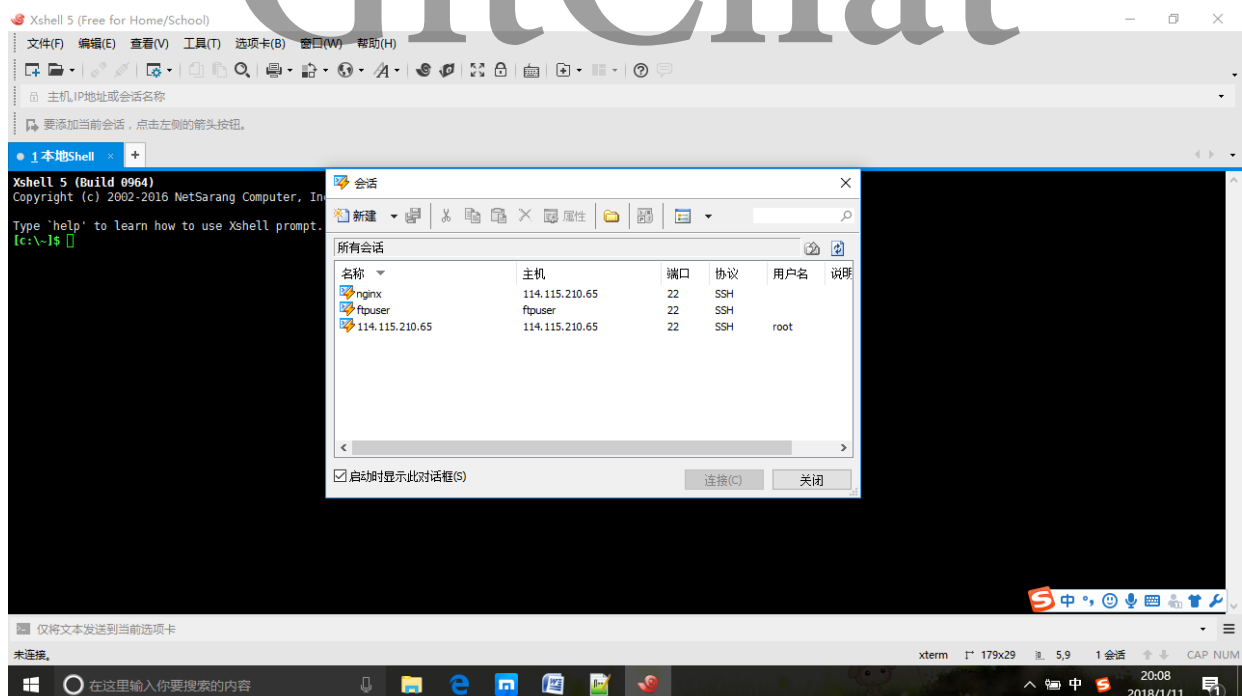 GitChat
Xshell 5 (Free for Home/School)
文件(F) 编辑(E) 查看(V) 工具(T) 选项卡(B) 窗口(W) 帮助(H)
主机,IP地址或会话名称
要添加当前会话，点击左侧的箭头按钮。
1 本地Shell × +
Xshell 5 (Build 0964)
Copyright (c) 2002-2016 NetSarang Computer, In
Type `help' to learn how to use Xshell prompt.
[c:\~]$
会话
新建 属性
所有会话
名称 主机 端口 协议 用户名 说明
nginx 114.115.210.65 22 SSH
ftpuser ftpuser 22 SSH
114.115.210.65 114.115.210.65 22 SSH root
启动时显示此对话框(S) 连接(C) 关闭
中
仅将文本发送到当前选项卡
未连接。 xterm 179x29 5,9 1 会话 CAP NUM
在这里输入你要搜索的内容 中 20:08
2018/1/11